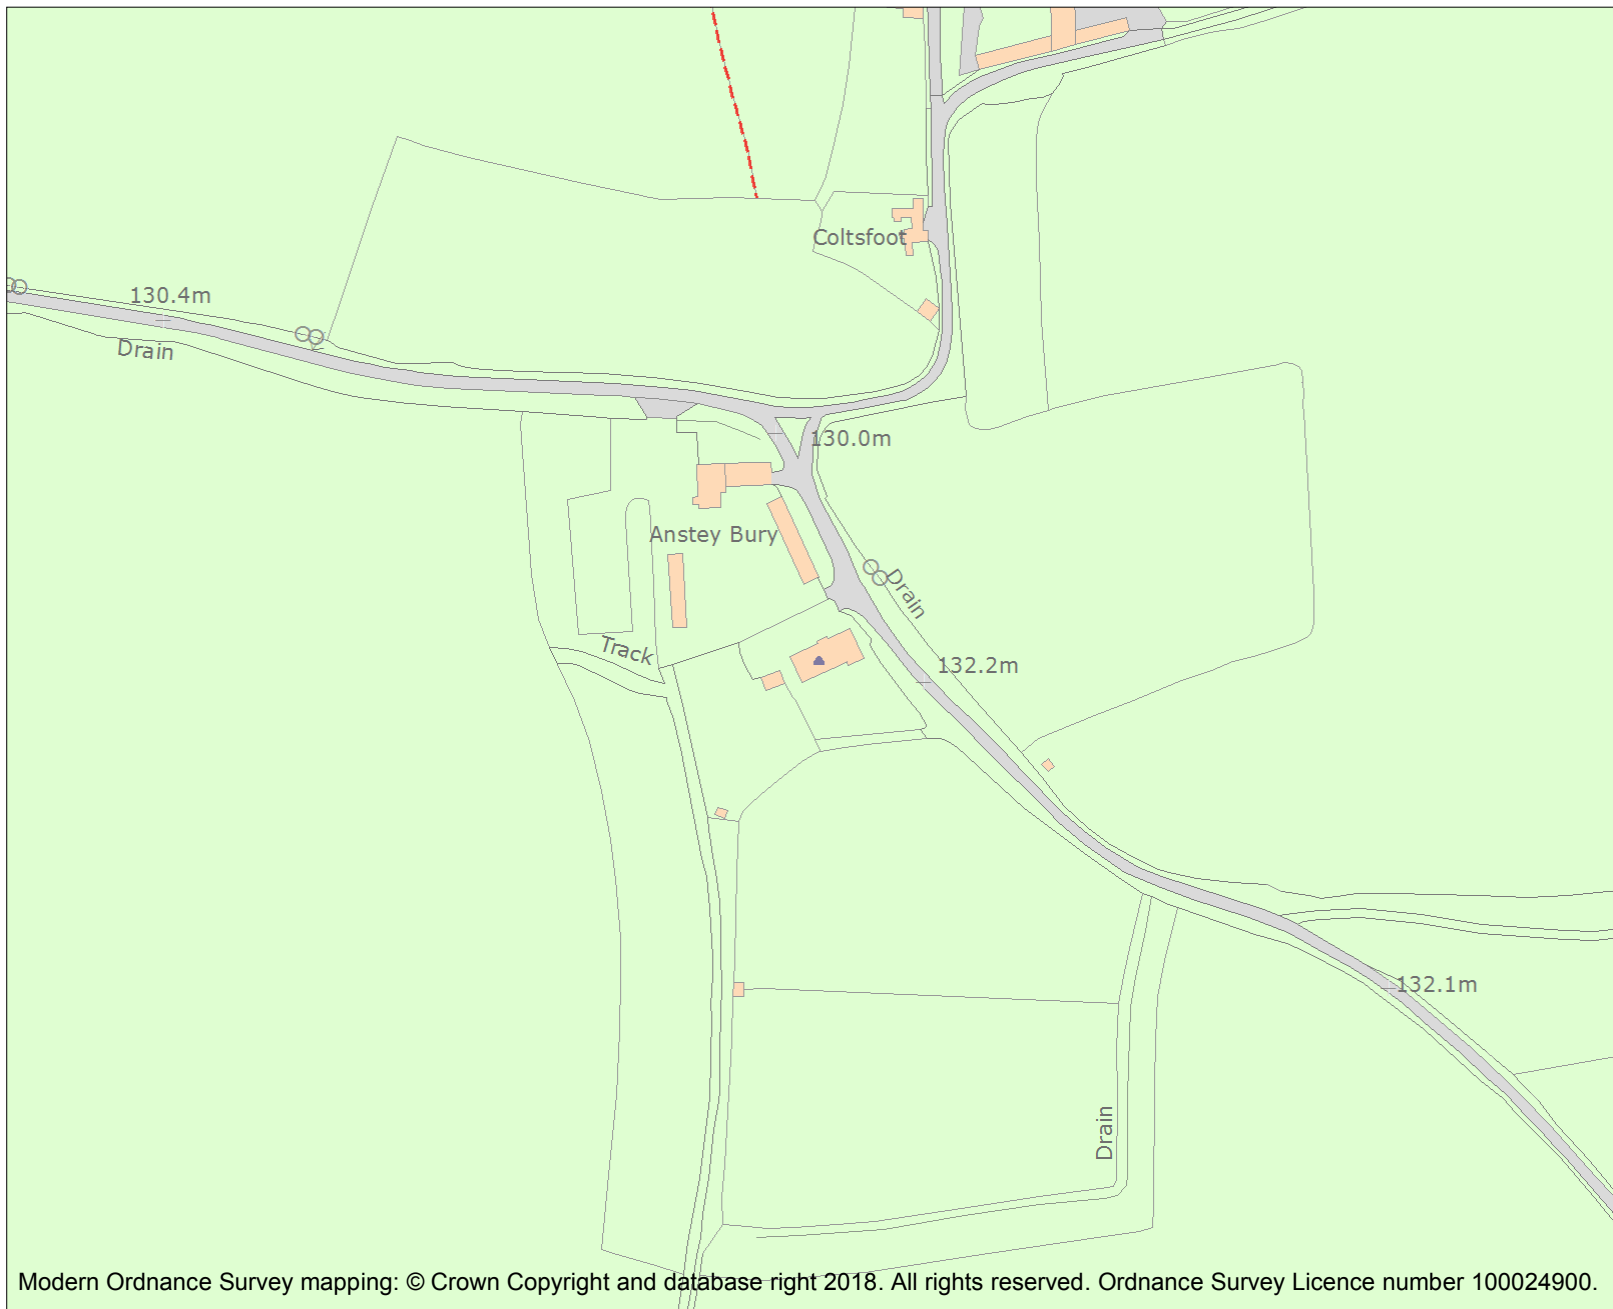 Coltsfoot
130.4m
Drain
130.0m
Anstey Bury
Drain
Track
132.2m
132.1m
Drain
Modern Ordnance Survey mapping: © Crown Copyright and database right 2018. All rights reserved. Ordnance Survey Licence number 100024900.